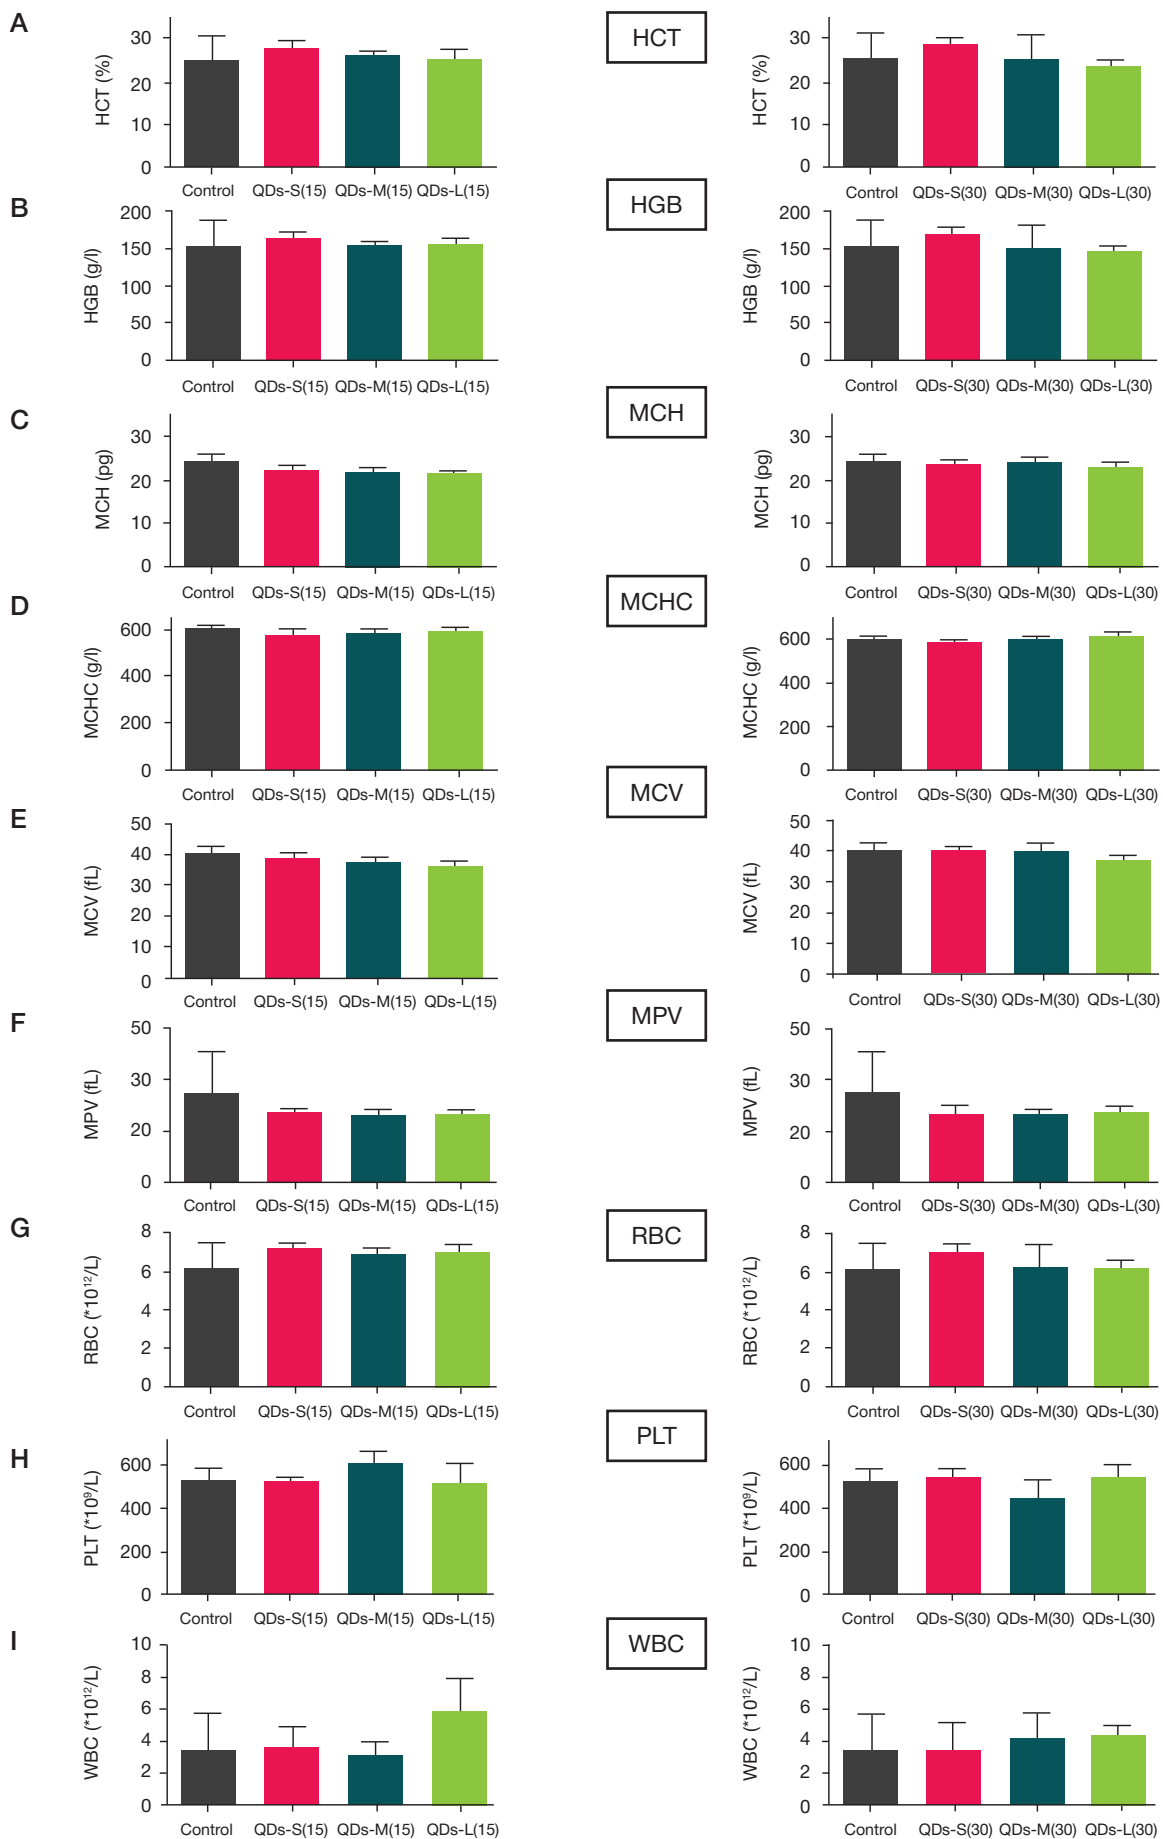 A
HCT
HCT (%)
30
20
10
0
Control QDs-S(15) QDs-M(15) QDs-L(15)
HCT (%)
30
20
10
0
Control QDs-S(30) QDs-M(30) QDs-L(30)
B
HGB
HGB (g/l)
200
150
100
50
0
Control QDs-S(15) QDs-M(15) QDs-L(15)
HGB (g/l)
200
150
100
50
0
Control QDs-S(30) QDs-M(30) QDs-L(30)
C
MCH
MCH (pg)
30
20
10
0
Control QDs-S(15) QDs-M(15) QDs-L(15)
MCH (pg)
30
20
10
0
Control QDs-S(30) QDs-M(30) QDs-L(30)
D
MCHC
MCHC (g/l)
600
400
200
0
Control QDs-S(15) QDs-M(15) QDs-L(15)
MCHC (g/l)
600
400
200
0
Control QDs-S(30) QDs-M(30) QDs-L(30)
E
MCV
MCV (fL)
50
40
30
20
10
0
Control QDs-S(15) QDs-M(15) QDs-L(15)
MCV (fL)
50
40
30
20
10
0
Control QDs-S(30) QDs-M(30) QDs-L(30)
F
MPV
MPV (fL)
50
30
20
0
Control QDs-S(15) QDs-M(15) QDs-L(15)
MPV (fL)
50
30
20
0
Control QDs-S(30) QDs-M(30) QDs-L(30)
G
RBC
RBC (*10¹²/L)
8
6
4
2
0
Control QDs-S(15) QDs-M(15) QDs-L(15)
RBC (*10¹²/L)
8
6
4
2
0
Control QDs-S(30) QDs-M(30) QDs-L(30)
H
PLT
PLT (*10⁹/L)
600
400
200
0
Control QDs-S(15) QDs-M(15) QDs-L(15)
PLT (*10⁹/L)
600
400
200
0
Control QDs-S(30) QDs-M(30) QDs-L(30)
I
WBC
WBC (*10¹²/L)
10
8
6
4
2
0
Control QDs-S(15) QDs-M(15) QDs-L(15)
WBC (*10¹²/L)
10
8
6
4
2
0
Control QDs-S(30) QDs-M(30) QDs-L(30)